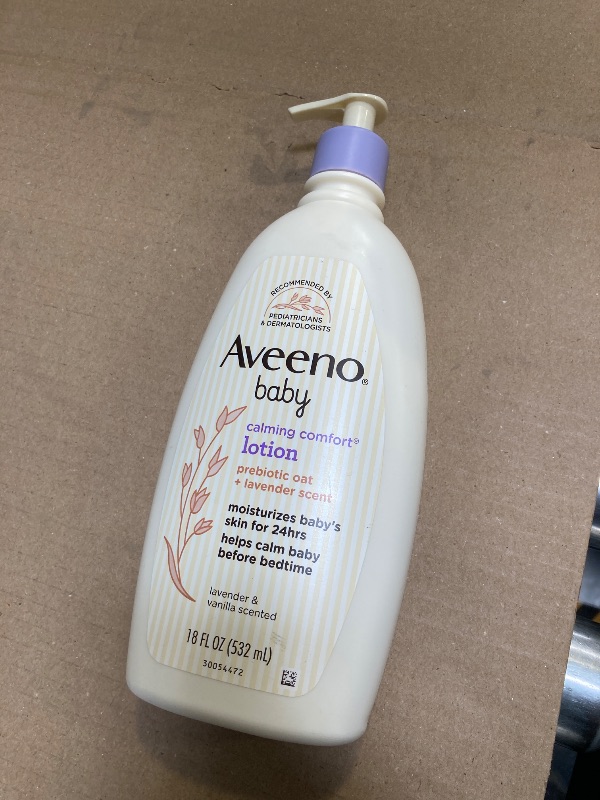 RECOMMENDED BY
PEDIATRICIANS
& DERMATOLOGISTS
Aveeno®
baby
calming comfort®
lotion
prebiotic oat
+ lavender scent
moisturizes baby's
skin for 24hrs
helps calm baby
before bedtime
lavender &
vanilla scented
18 FL OZ (532 mL)
30054472